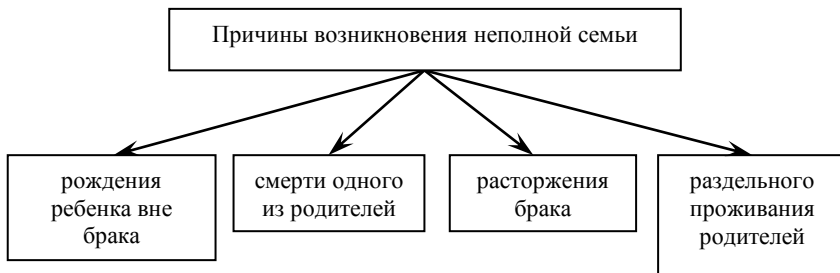 Причины возникновения неполной семьи
рождения
ребенка вне
брака
смерти одного
из родителей
расторжения
брака
раздельного
проживания
родителей